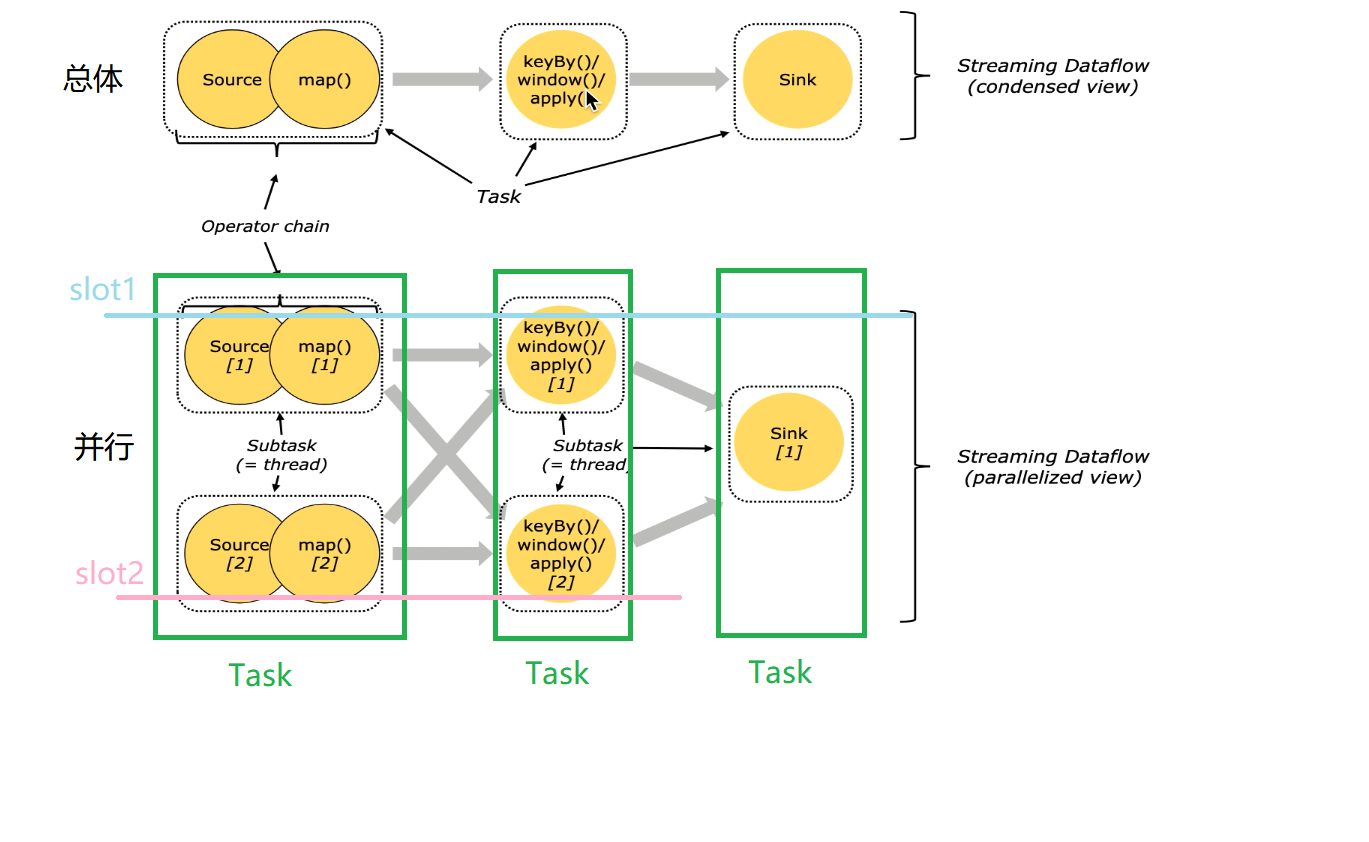 总体
Source
map()
keyBy()/
window()/
apply()
Sink
Streaming Dataflow
(condensed view)
Task
Operator chain
slot1
Source
[1]
map()
[1]
keyBy()/
window()/
apply()
[1]
并行
Subtask
(= thread)
Subtask
(= thread)
Sink
[1]
Streaming Dataflow
(parallelized view)
slot2
Source
[2]
map()
[2]
keyBy()/
window()/
apply()
[2]
Task
Task
Task